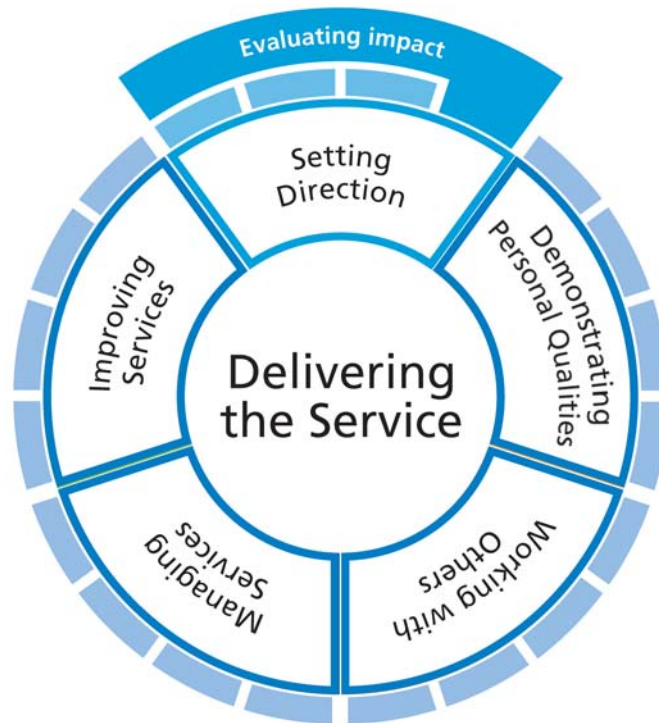 Evaluating impact
Setting
Direction
Demonstrating
Personal Qualities
Working with
Others
Managing
Services
Improving
Services
Delivering
the Service